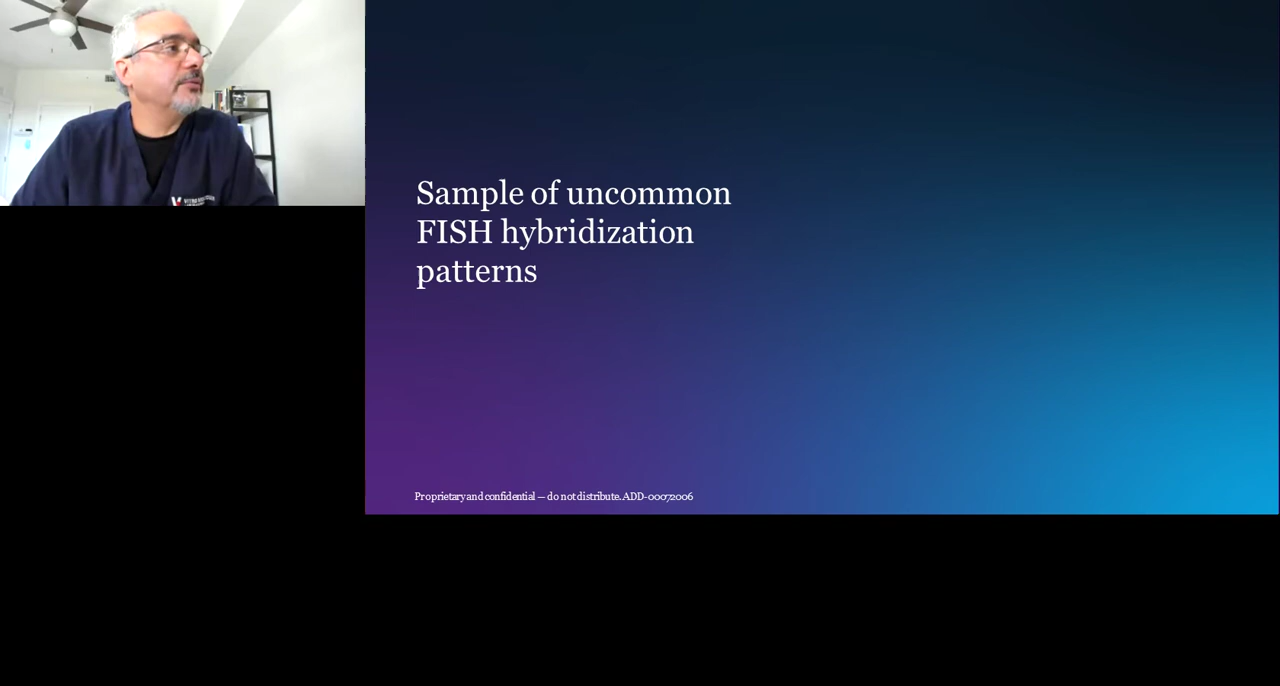 Sample of uncommon
FISH hybridization
patterns
Proprietary and confidential — do not distribute. ADD-00072006